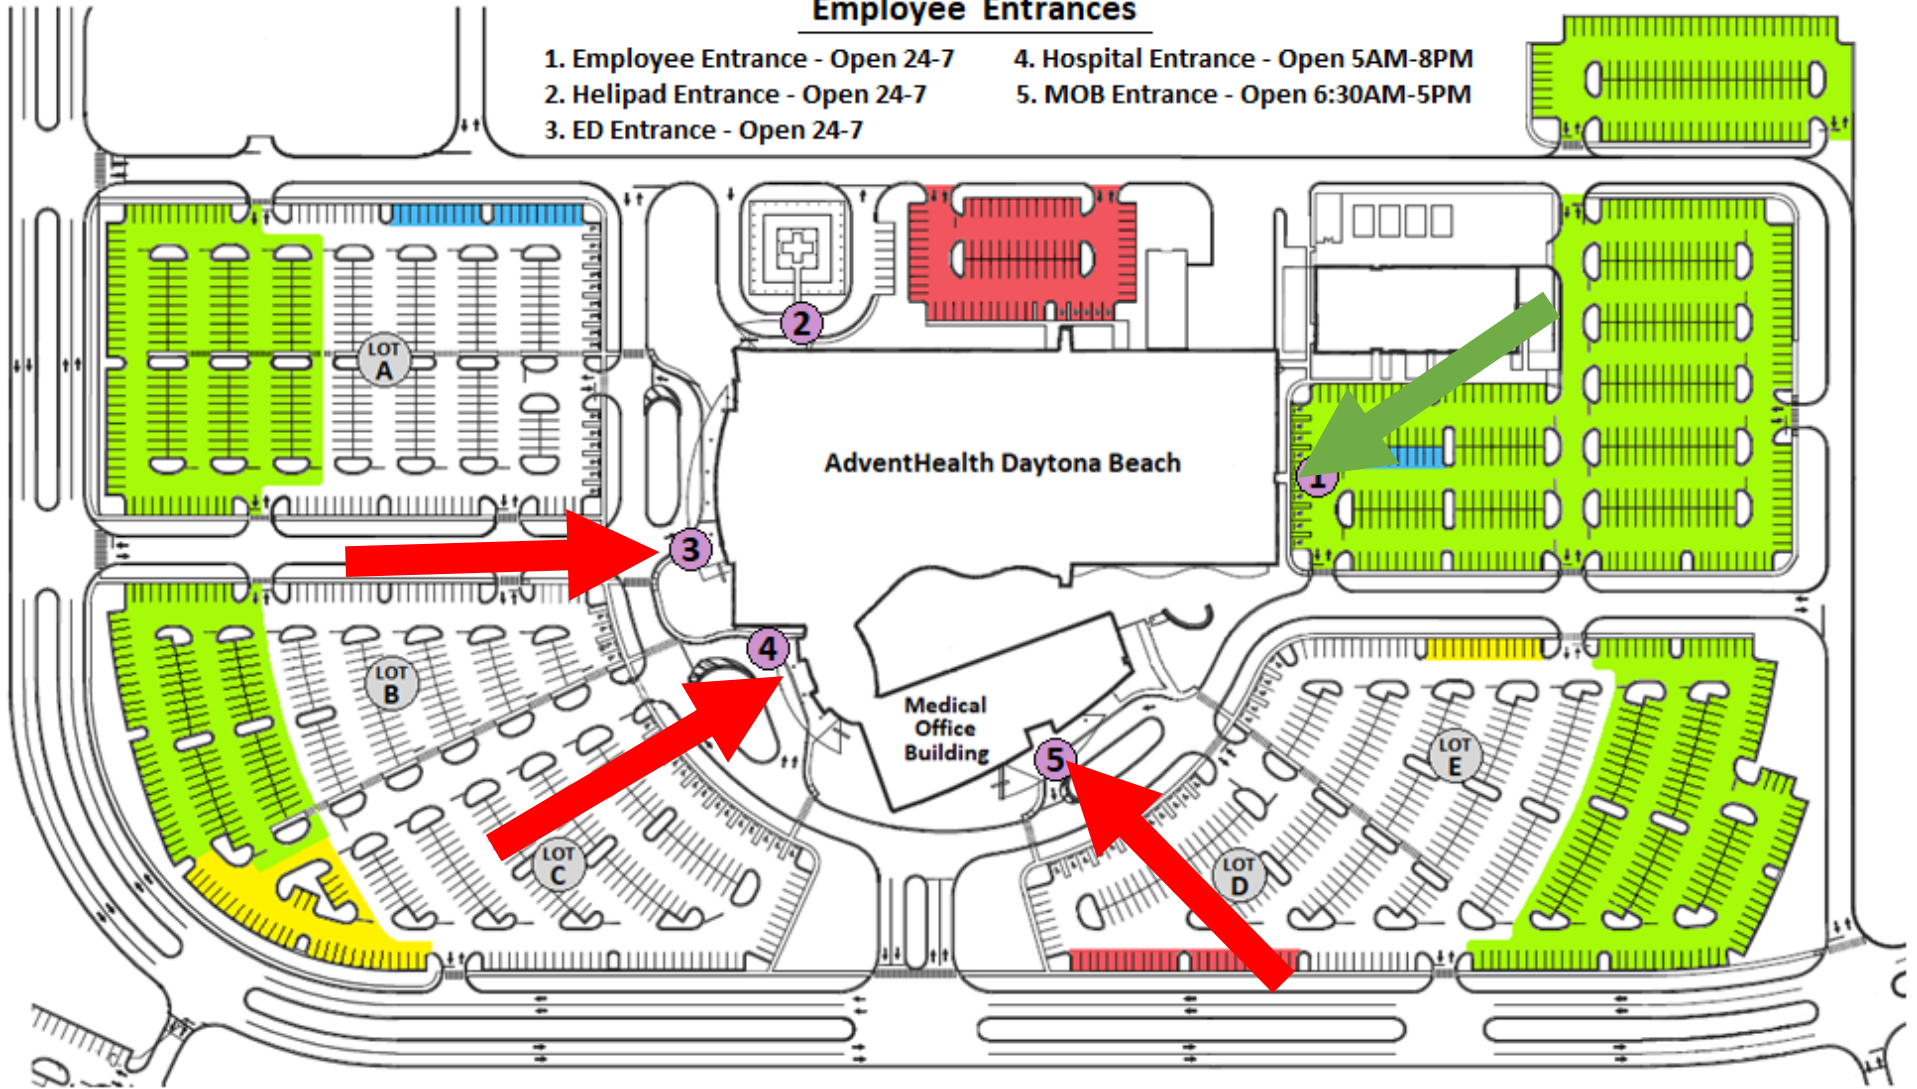 Employee Entrances
1. Employee Entrance - Open 24-7
2. Helipad Entrance - Open 24-7
3. ED Entrance - Open 24-7
4. Hospital Entrance - Open 5AM-8PM
5. MOB Entrance - Open 6:30AM-5PM
2
LOT
A
AdventHealth Daytona Beach
1
3
4
LOT
B
Medical
Office
Building
5
LOT
E
LOT
C
LOT
D